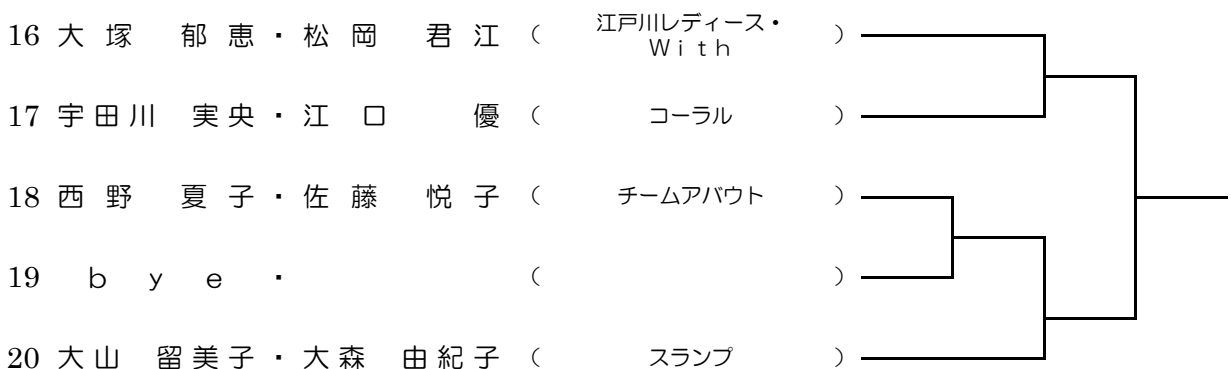 16 大塚 郁恵・松岡 君江 ( 江戸川レディース・With )
17 宇田川 実央・江口 優 ( コーラル )
18 西野 夏子・佐藤 悦子 ( チームアバウト )
19 bye・ ( )
20 大山 留美子・大森 由紀子 ( スランプ )